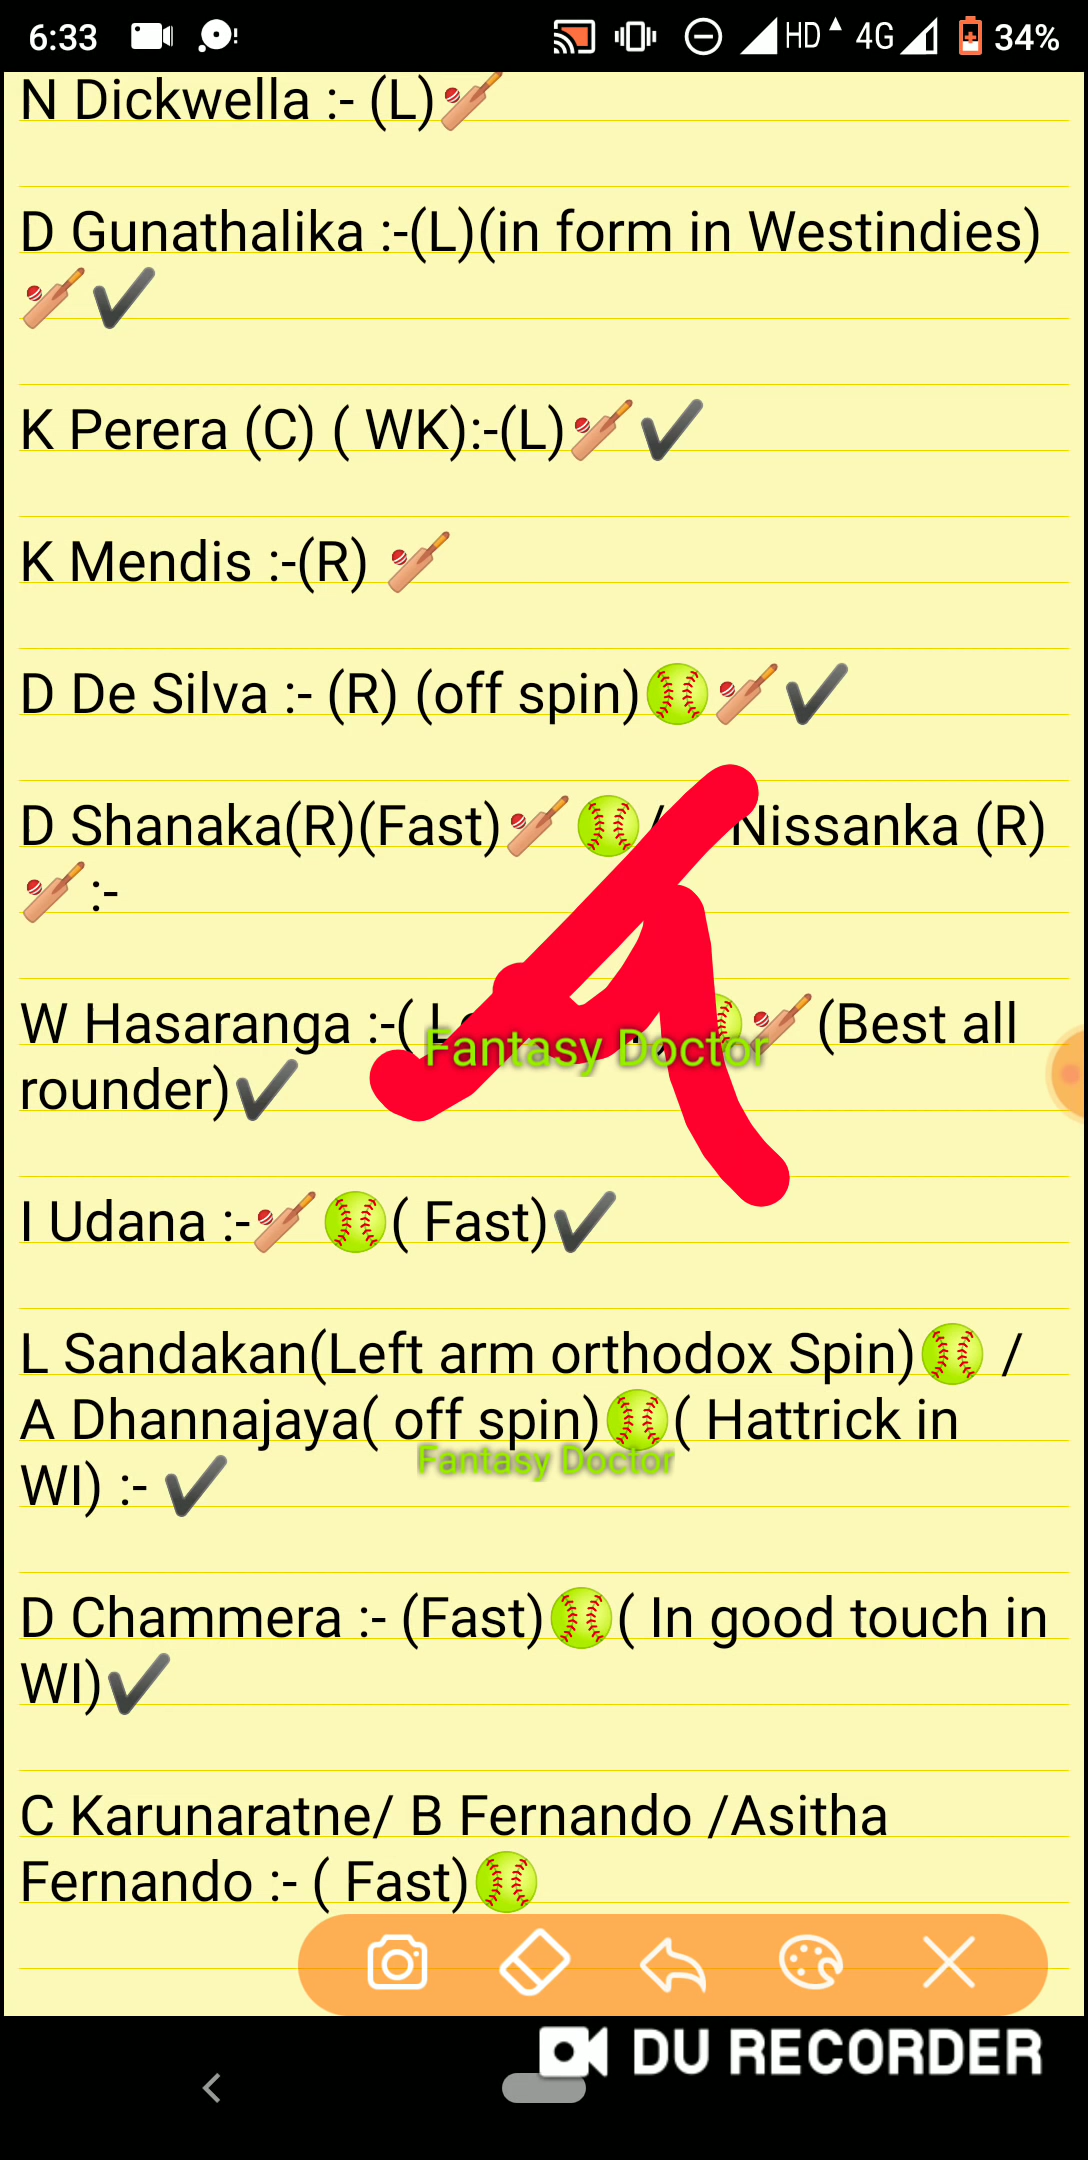 6:33 HD 4G 34%
N Dickwella :- (L)🏏
D Gunathalika :-(L)(in form in Westindies)
🏏✔
K Perera (C) ( WK):-(L)🏏✔
K Mendis :-(R) 🏏
D De Silva :- (R) (off spin)🥎🏏✔
D Shanaka(R)(Fast)🏏🥎/ Nissanka (R)
🏏 :-
W Hasaranga :-( 🥎🏏(Best all
Fantasy Doctor
rounder)✔
I Udana :-🏏🥎( Fast)✔
L Sandakan(Left arm orthodox Spin)🥎 /
A Dhannajaya( off spin)🥎( Hattrick in
Fantasy Doctor
WI) :- ✔
D Chammera :- (Fast)🥎( In good touch in
WI)✔
C Karunaratne/ B Fernando /Asitha
Fernando :- ( Fast)🥎
DU RECORDER